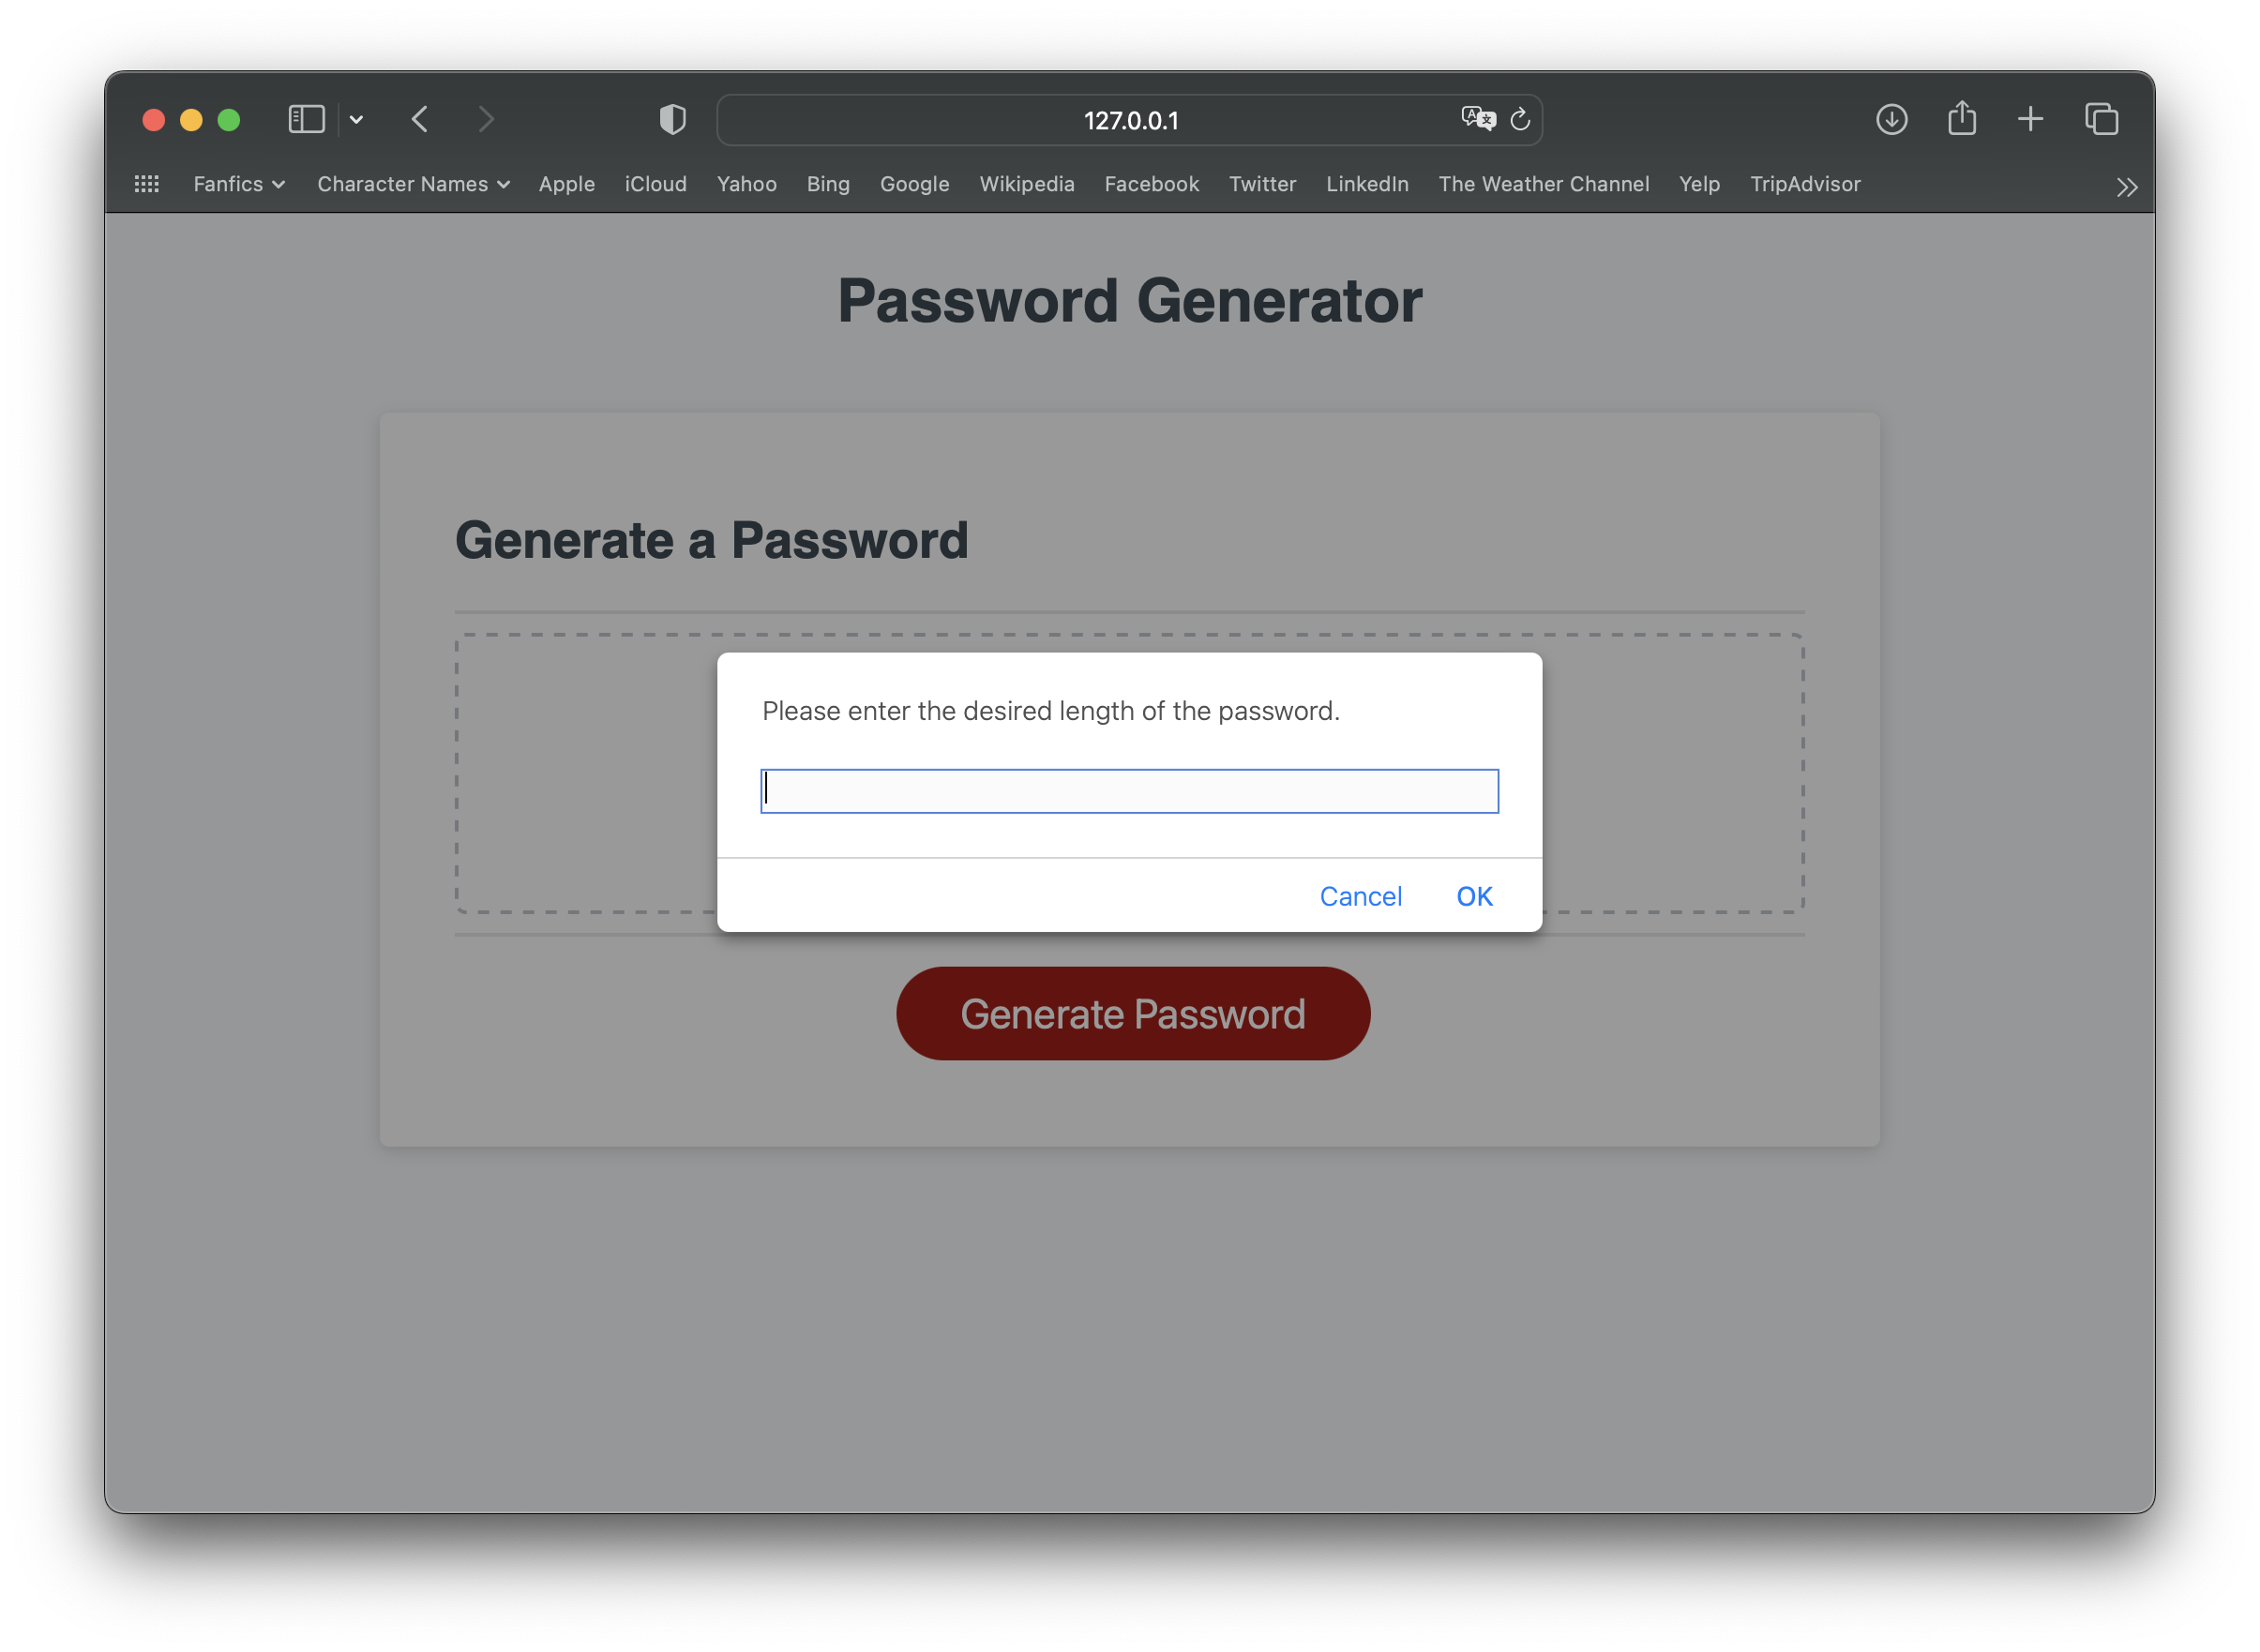 127.0.0.1
Fanfics Character Names Apple iCloud Yahoo Bing Google Wikipedia Facebook Twitter LinkedIn The Weather Channel Yelp TripAdvisor
Password Generator
Generate a Password
Please enter the desired length of the password.
Cancel OK
Generate Password